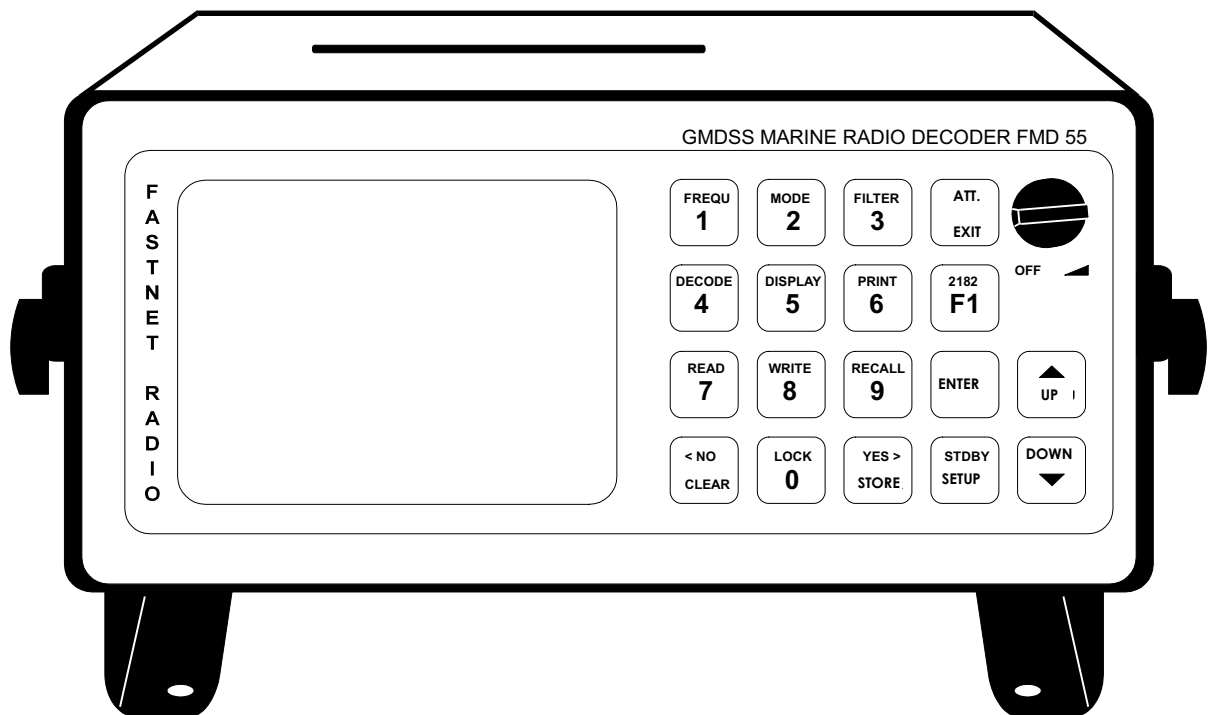 GMDSS MARINE RADIO DECODER FMD 55
FASTNET RADIO
FREQU
1
MODE
2
FILTER
3
ATT.
EXIT
OFF
DECODE
4
DISPLAY
5
PRINT
6
2182
F1
READ
7
WRITE
8
RECALL
9
ENTER
UP
< NO
CLEAR
LOCK
0
YES >
STORE
STDBY
SETUP
DOWN